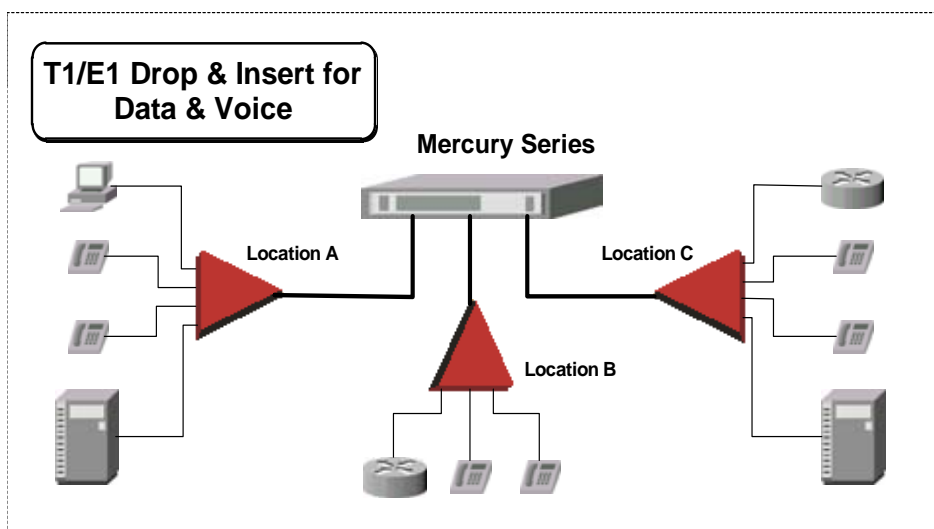 T1/E1 Drop & Insert for
Data & Voice
Mercury Series
Location A
Location C
Location B